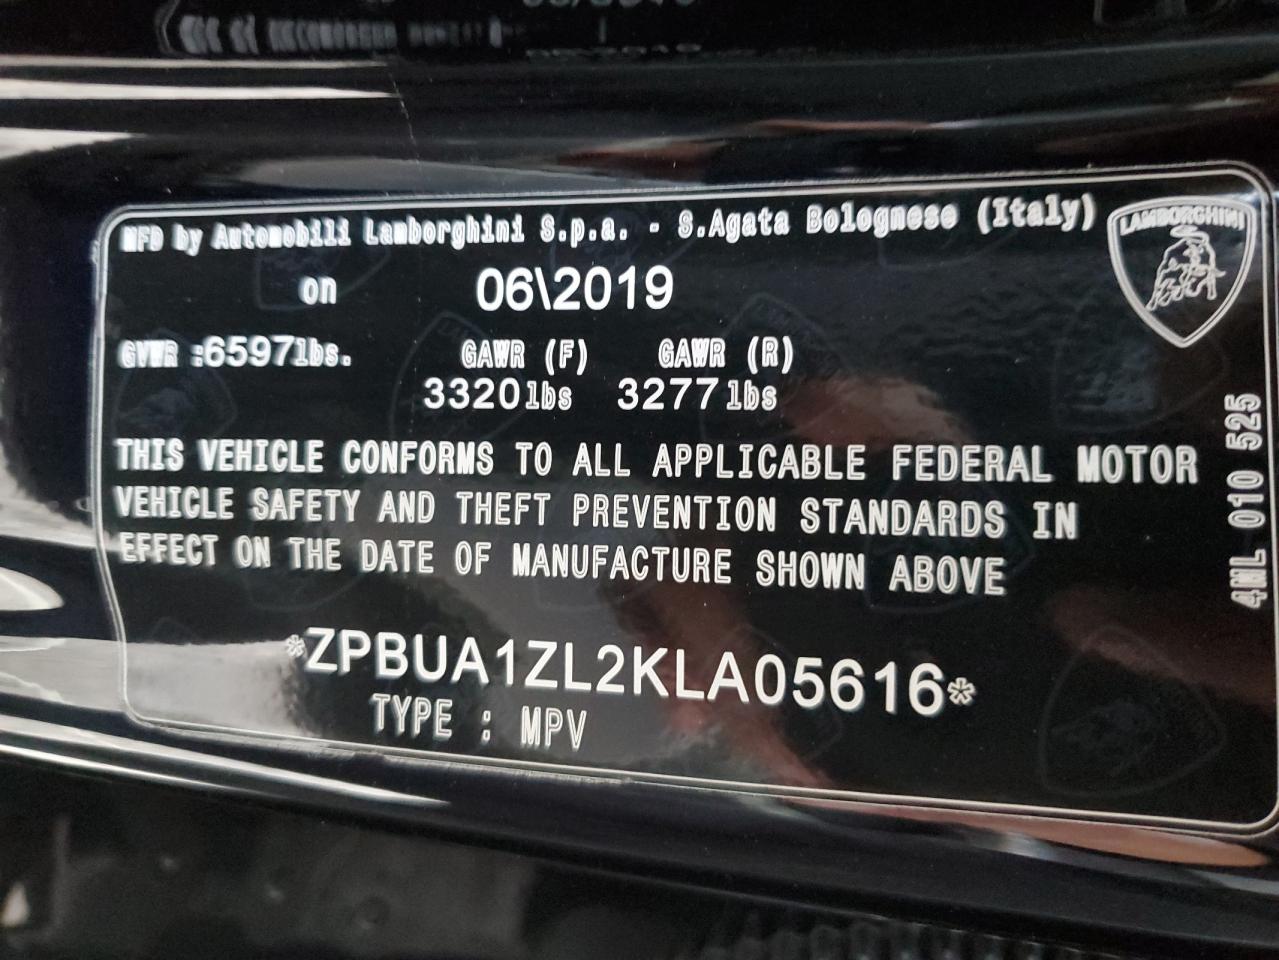 MFD by Automobili Lamborghini S.p.a. - S.Agata Bolognese (Italy)
on 06\2019
GVWR :6597lbs. GAWR (F) GAWR (R)
3320lbs 3277lbs
THIS VEHICLE CONFORMS TO ALL APPLICABLE FEDERAL MOTOR
VEHICLE SAFETY AND THEFT PREVENTION STANDARDS IN
EFFECT ON THE DATE OF MANUFACTURE SHOWN ABOVE
*ZPBUA1ZL2KLA05616*
TYPE : MPV
LAMBORGHINI
4ML 010 525